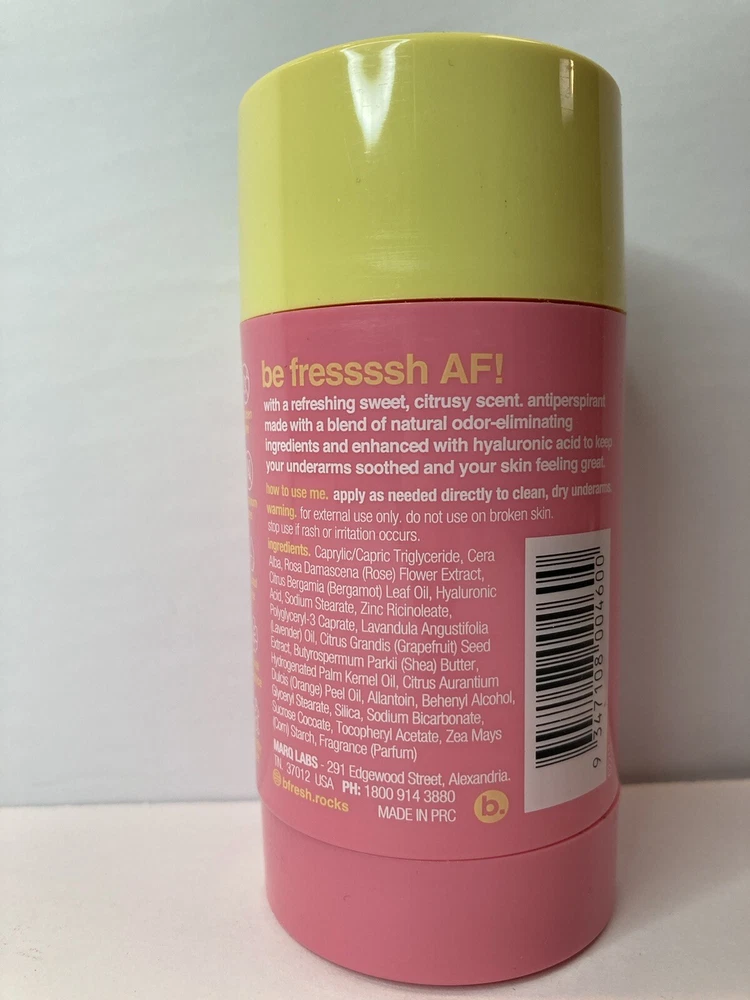 be fressssh AF!
with a refreshing sweet, citrusy scent. antiperspirant
made with a blend of natural odor-eliminating
ingredients and enhanced with hyaluronic acid to keep
your underarms soothed and your skin feeling great.
how to use me. apply as needed directly to clean, dry underarms.
warning. for external use only. do not use on broken skin.
stop use if rash or irritation occurs.
ingredients. Caprylic/Capric Triglyceride, Cera
Alba, Rosa Damascena (Rose) Flower Extract,
Citrus Bergamia (Bergamot) Leaf Oil, Hyaluronic
Acid, Sodium Stearate, Zinc Ricinoleate,
Polyglyceryl-3 Caprate, Lavandula Angustifolia
(Lavender) Oil, Citrus Grandis (Grapefruit) Seed
Extract, Butyrospermum Parkii (Shea) Butter,
Hydrogenated Palm Kernel Oil, Citrus Aurantium
Dulcis (Orange) Peel Oil, Allantoin, Behenyl Alcohol,
Glyceryl Stearate, Silica, Sodium Bicarbonate,
Sucrose Cocoate, Tocopheryl Acetate, Zea Mays
(Corn) Starch, Fragrance (Parfum)
MARQ LABS - 291 Edgewood Street, Alexandria.
TN. 37012 USA PH: 1800 914 3880
bfresh.rocks
MADE IN PRC
b.
9 347108 004600